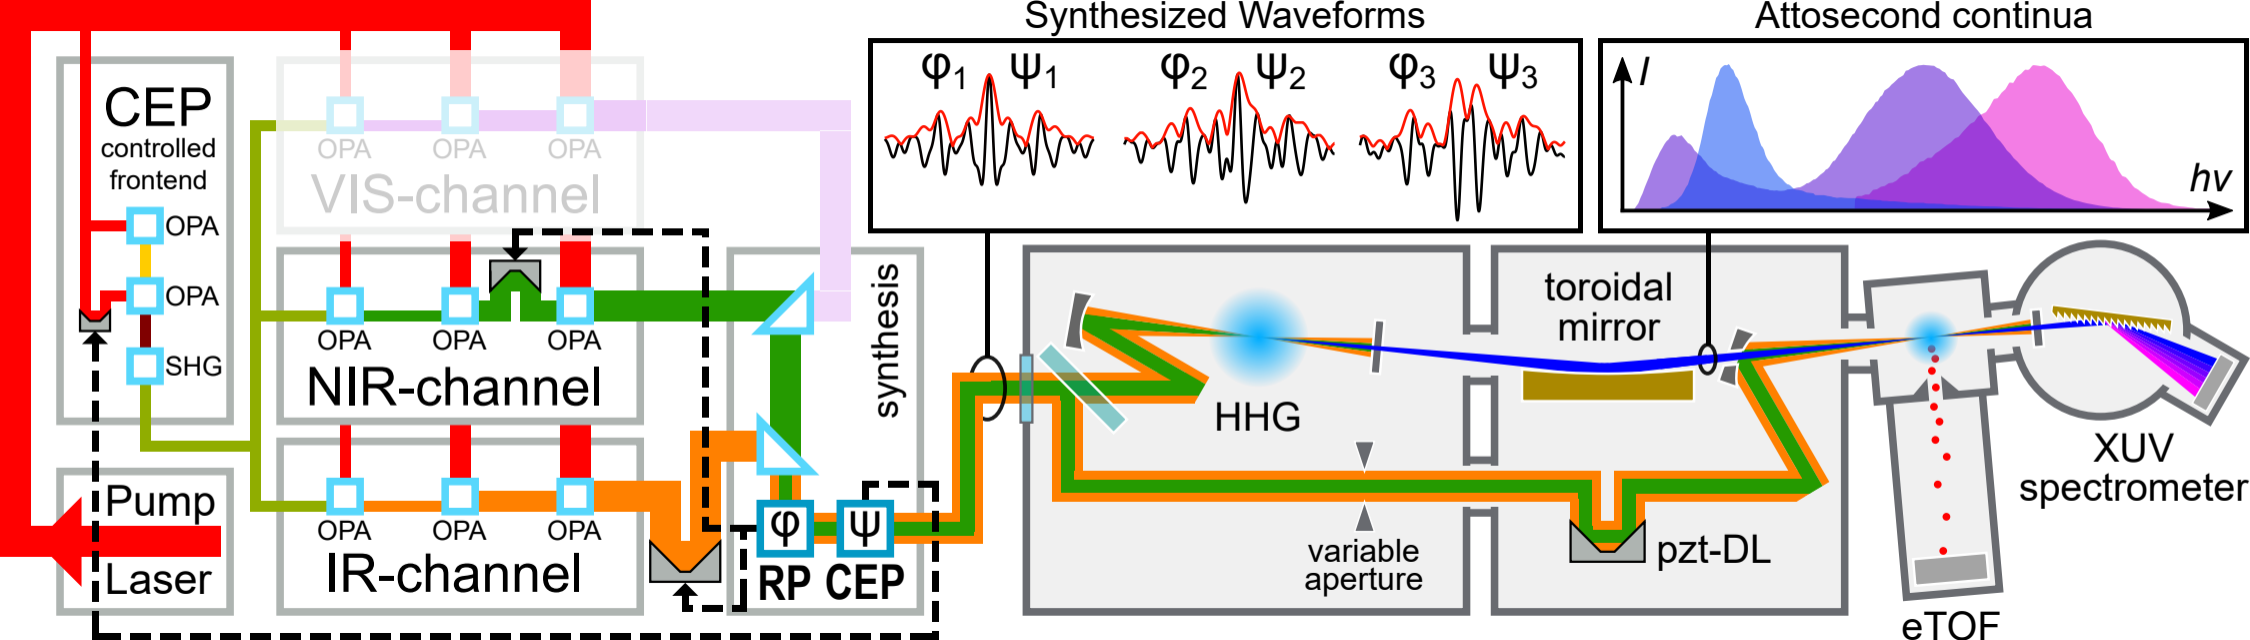 Synthesized Waveforms
Attosecond continua
φ1 ψ1
φ2 ψ2
φ3 ψ3
I
hν
CEP
controlled
frontend
OPA
OPA
SHG
OPA
OPA
OPA
VIS-channel
OPA
OPA
OPA
NIR-channel
OPA
OPA
OPA
IR-channel
Pump
Laser
synthesis
φ
ψ
RP
CEP
HHG
toroidal
mirror
variable
aperture
pzt-DL
eTOF
XUV
spectrometer